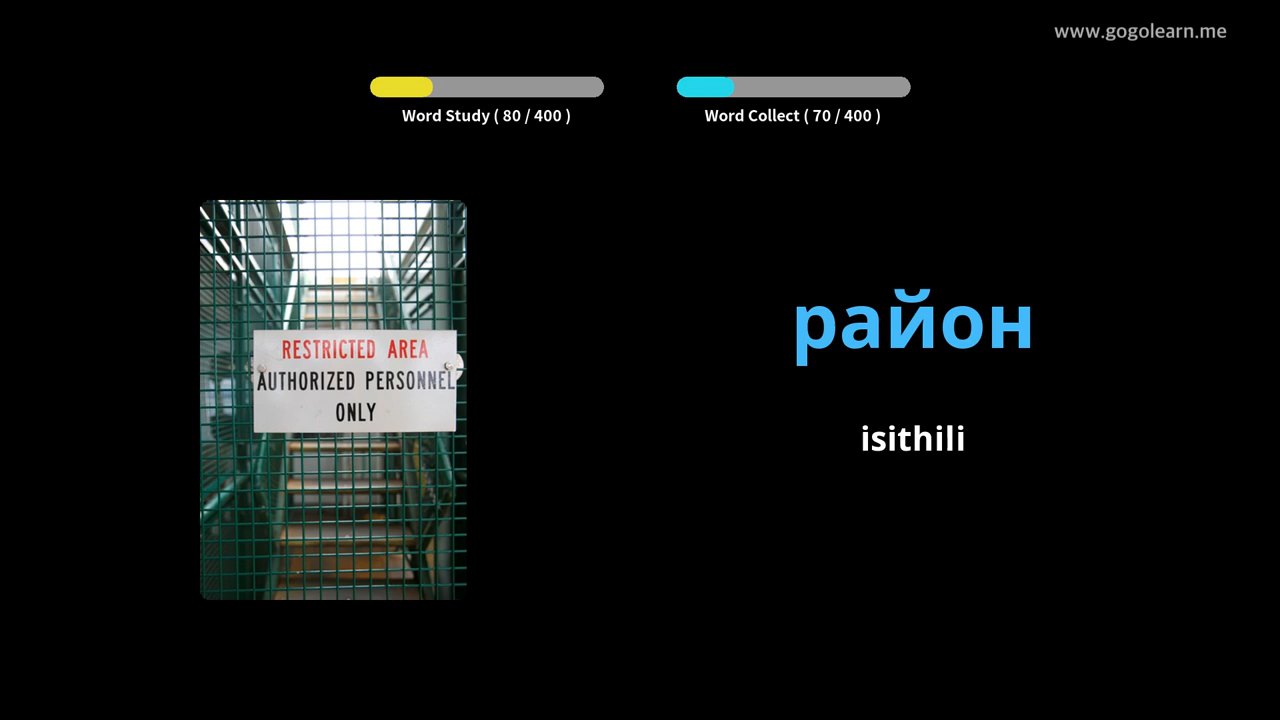 www.gogolearn.me
Word Study ( 80 / 400 )
Word Collect ( 70 / 400 )
RESTRICTED AREA
AUTHORIZED PERSONNEL
ONLY
район
isithili